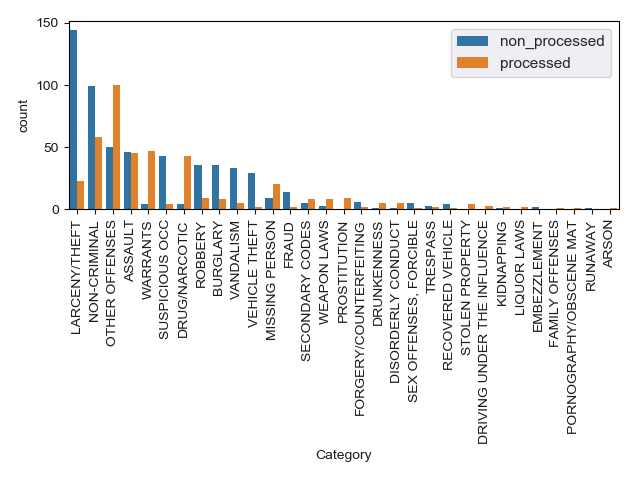 150
100
50
0
count
non_processed
processed
LARCENY/THEFT
NON-CRIMINAL
OTHER OFFENSES
ASSAULT
WARRANTS
SUSPICIOUS OCC
DRUG/NARCOTIC
ROBBERY
BURGLARY
VANDALISM
VEHICLE THEFT
MISSING PERSON
FRAUD
SECONDARY CODES
WEAPON LAWS
PROSTITUTION
FORGERY/COUNTERFEITING
DRUNKENNESS
DISORDERLY CONDUCT
SEX OFFENSES, FORCIBLE
TRESPASS
RECOVERED VEHICLE
STOLEN PROPERTY
DRIVING UNDER THE INFLUENCE
KIDNAPPING
LIQUOR LAWS
EMBEZZLEMENT
FAMILY OFFENSES
PORNOGRAPHY/OBSCENE MAT
RUNAWAY
ARSON
Category